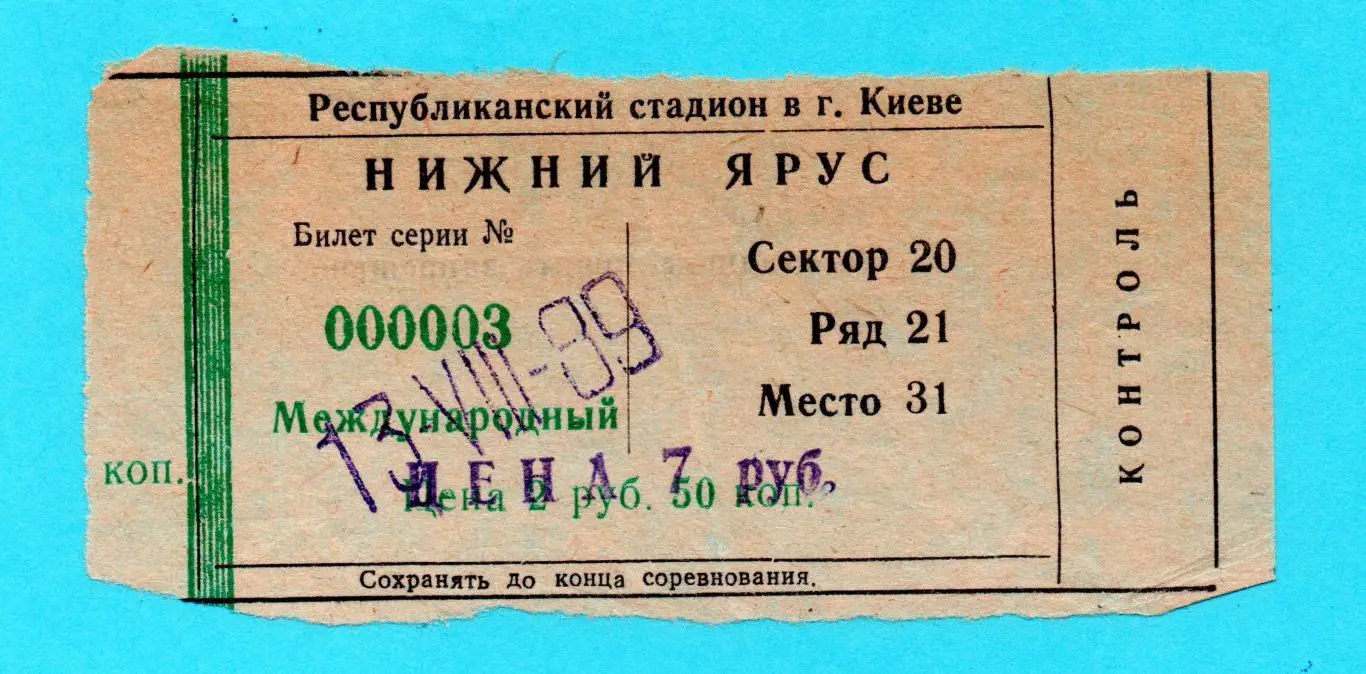 Республиканский стадион в г. Киеве
НИЖНИЙ ЯРУС
Билет серии №
000003
13-VIII-89
Международный
Сектор 20
Ряд 21
Место 31
коп.
ЦЕНА 7 руб.
Цена 2 руб. 50 коп.
Сохранять до конца соревнования.
КОНТРОЛЬ